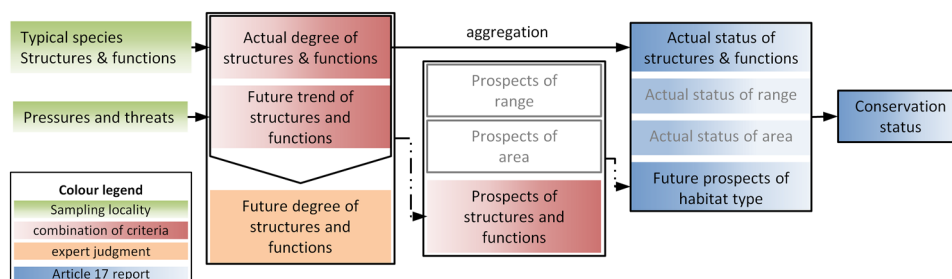 Typical species
Structures & functions
Pressures and threats
Actual degree of
structures & functions
Future trend of
structures and
functions
Future degree of
structures and
functions
aggregation
Prospects of
range
Prospects of
area
Prospects of
structures and
functions
Actual status of
structures & functions
Actual status of range
Actual status of area
Future prospects of
habitat type
Conservation
status
Colour legend
Sampling locality
combination of criteria
expert judgment
Article 17 report